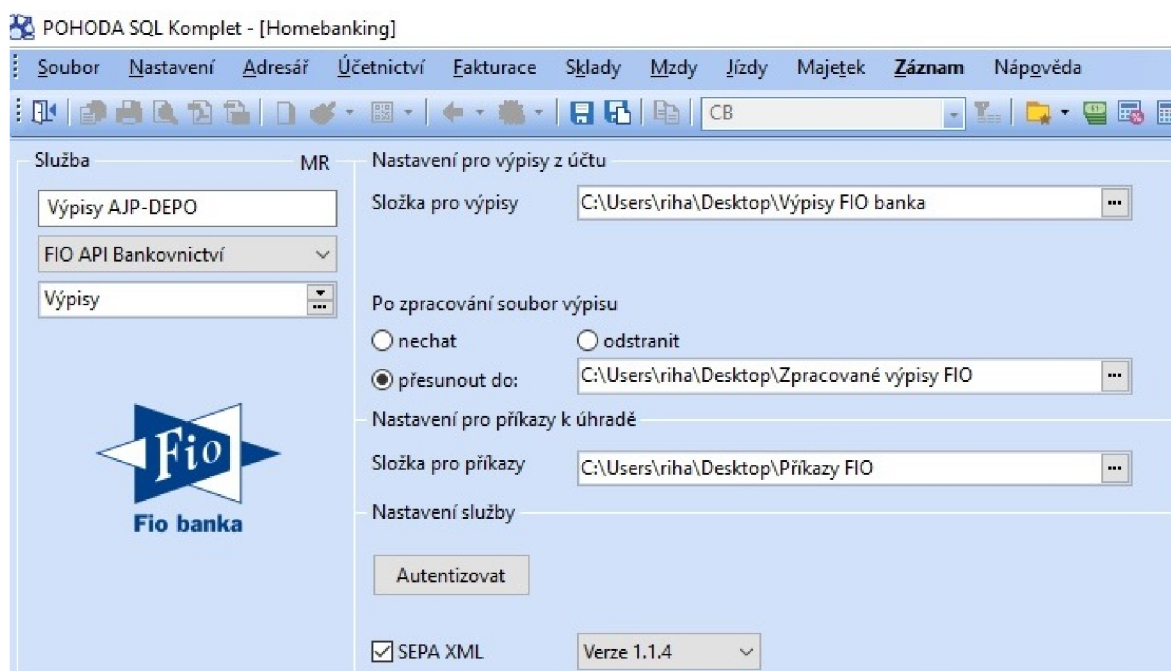 POHODA SQL Komplet - [Homebanking]
Soubor Nastavení Adresář Účetnictví Fakturace Sklady Mzdy Jízdy Majetek Záznam Nápověda
CB
Služba MR
Výpisy AJP-DEPO
FIO API Bankovnictví
Výpisy
Fio
Fio banka
Nastavení pro výpisy z účtu
Složka pro výpisy C:\Users\riha\Desktop\Výpisy FIO banka
Po zpracování soubor výpisu
nechat odstranit
přesunout do: C:\Users\riha\Desktop\Zpracované výpisy FIO
Nastavení pro příkazy k úhradě
Složka pro příkazy C:\Users\riha\Desktop\Příkazy FIO
Nastavení služby
Autentizovat
SEPA XML Verze 1.1.4